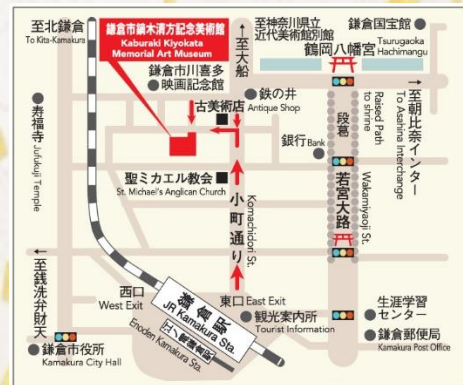 至北鎌倉
To Kita-Kamakura
鎌倉市鏑木清方記念美術館
Kaburaki Kiyokata
Memorial Art Museum
至大船
至神奈川県立
近代美術館別館
鎌倉国宝館
鶴岡八幡宮
Tsurugaoka
Hachimangu
鎌倉市川喜多
映画記念館
鉄の井
古美術店
Antique Shop
段葛
Raised Path
to shrine
至朝比奈インター
To Asahina Interchange
寿福寺
Jufukuji Temple
銀行 Bank
聖ミカエル教会
St. Michael's Anglican Church
小町通り
Komachidori St.
若宮大路
Wakamiyaoji St.
至銭洗弁財天
西口
West Exit
鎌倉駅
JR Kamakura Sta.
江ノ電鎌倉駅
Enoden Kamakura Sta.
東口 East Exit
観光案内所
Tourist Information
生涯学習
センター
鎌倉郵便局
Kamakura Post Office
鎌倉市役所
Kamakura City Hall